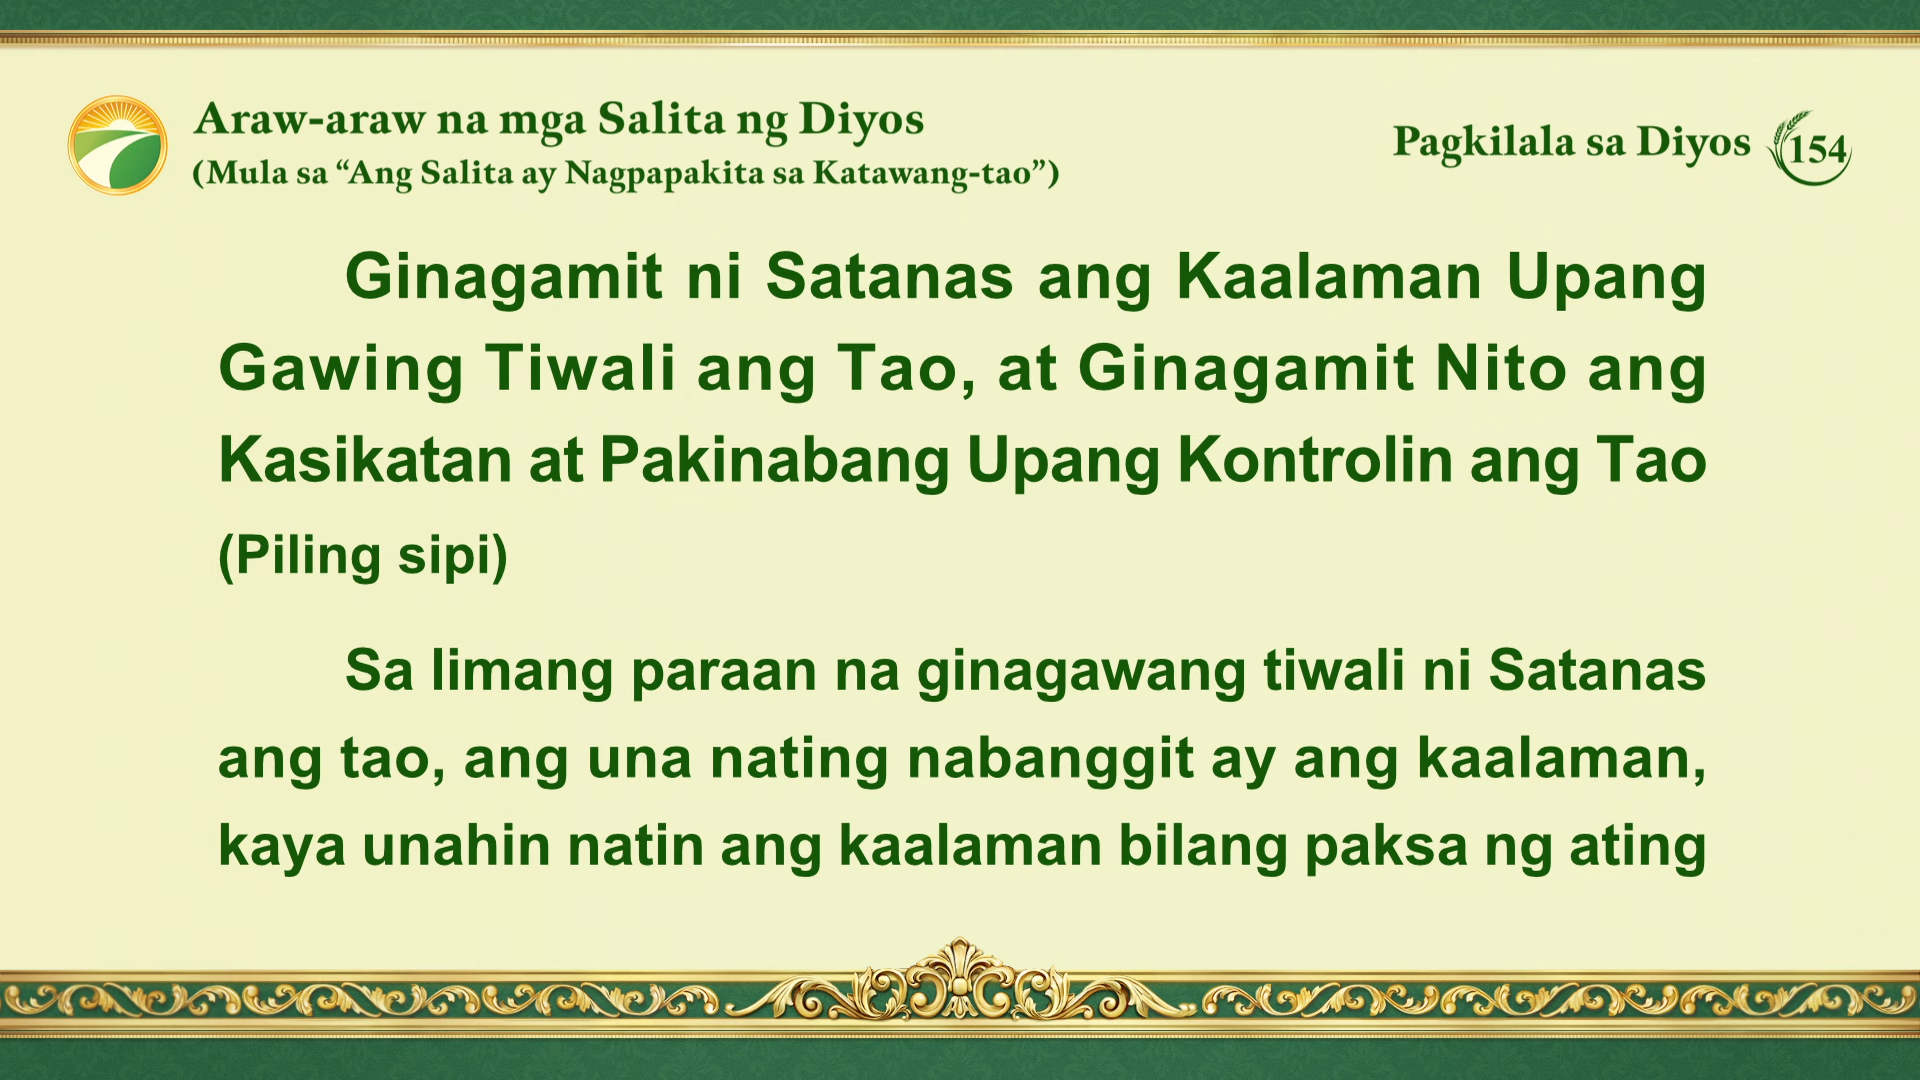 Araw-araw na mga Salita ng Diyos
(Mula sa “Ang Salita ay Nagpapakita sa Katawang-tao”)
Pagkilala sa Diyos 154
Ginagamit ni Satanas ang Kaalaman Upang
Gawing Tiwali ang Tao, at Ginagamit Nito ang
Kasikatan at Pakinabang Upang Kontrolin ang Tao
(Piling sipi)
Sa limang paraan na ginagawang tiwali ni Satanas
ang tao, ang una nating nabanggit ay ang kaalaman,
kaya unahin natin ang kaalaman bilang paksa ng ating